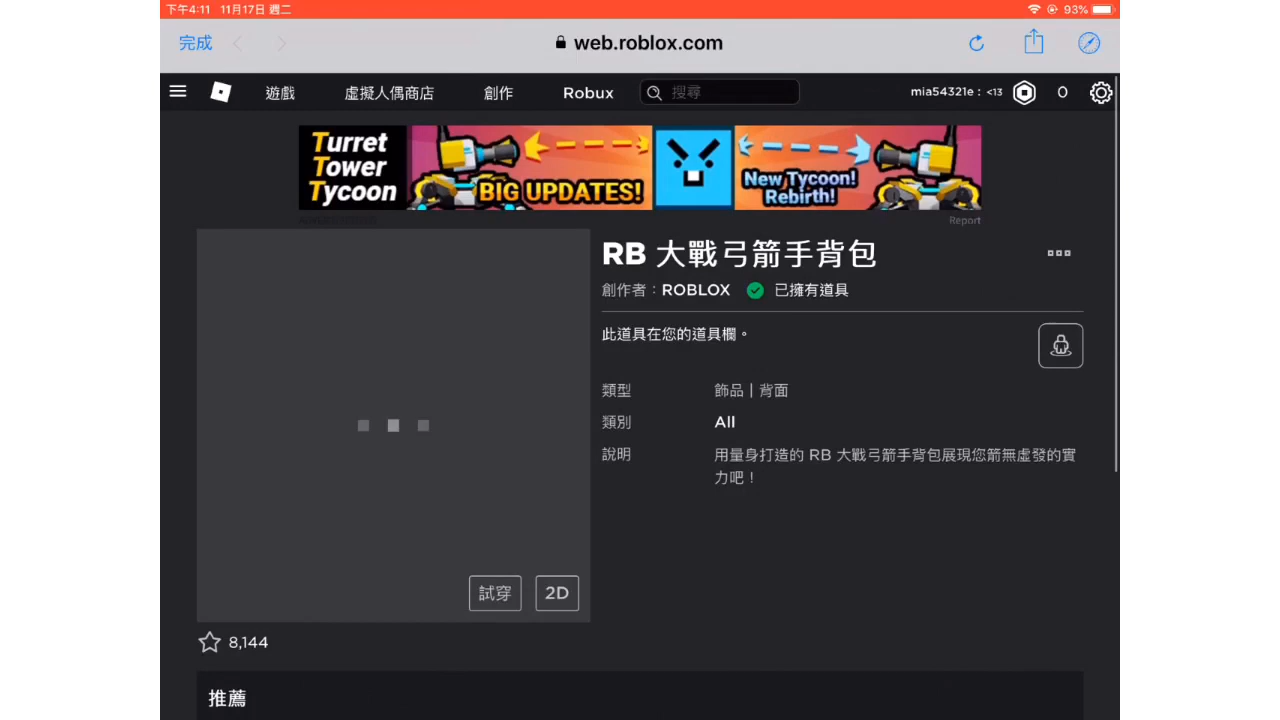 下午4:11 11月17日 週二
93%
完成
web.roblox.com
遊戲 虛擬人偶商店 創作 Robux 搜尋 mia54321e : <13 0
Turret Tower Tycoon
BIG UPDATES!
New Tycoon! Rebirth!
Report
RB 大戰弓箭手背包
創作者：ROBLOX 已擁有道具
此道具在您的道具欄。
類型 飾品 | 背面
類別 All
說明 用量身打造的 RB 大戰弓箭手背包展現您箭無虛發的實
力吧！
試穿 2D
8,144
推薦